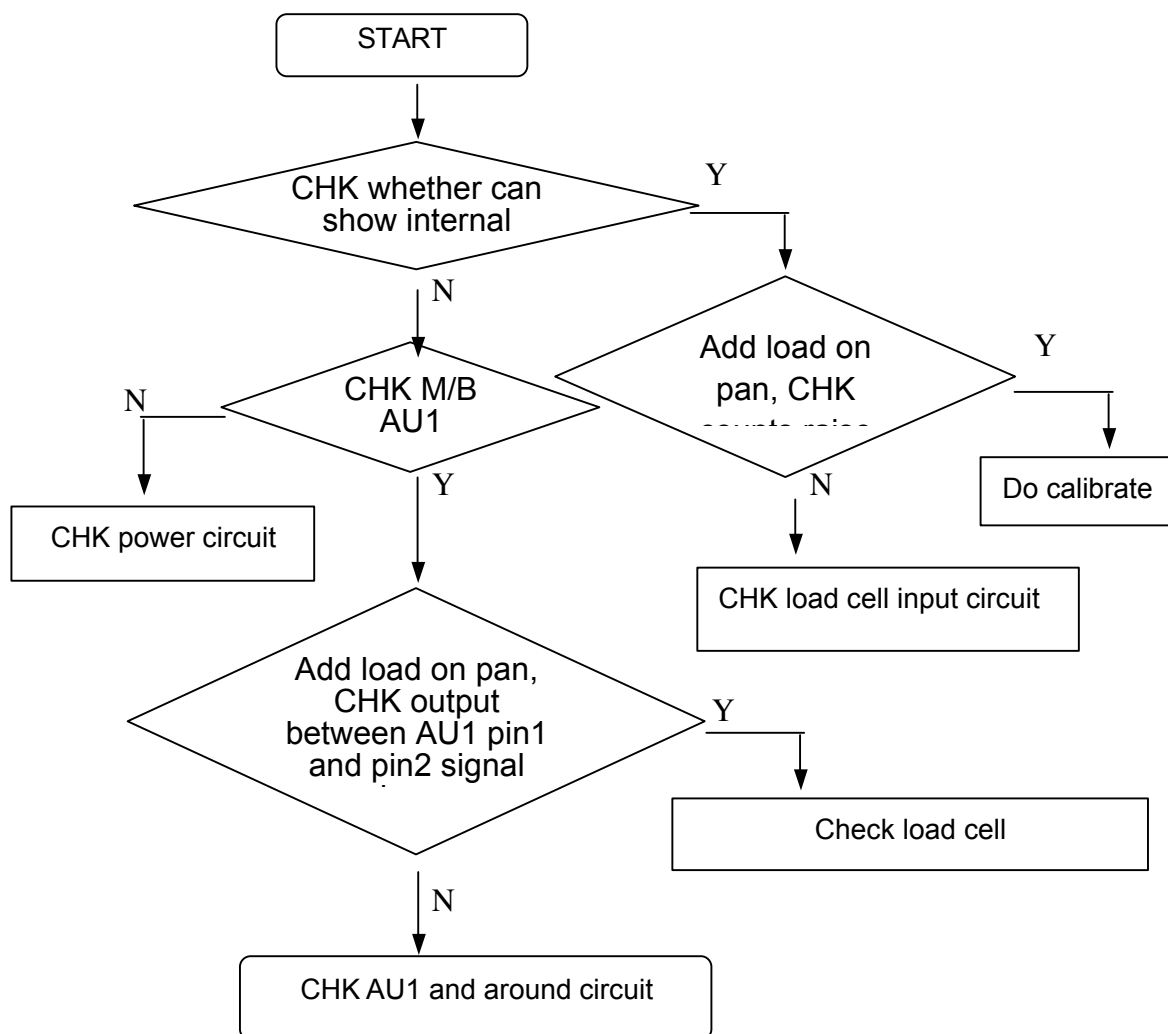 START
CHK whether can
show internal
Y
N
Add load on
pan, CHK
counts raise
Y
CHK M/B
AU1
N
Y
N
Do calibrate
CHK power circuit
CHK load cell input circuit
Add load on pan,
CHK output
between AU1 pin1
and pin2 signal
Y
Check load cell
N
CHK AU1 and around circuit